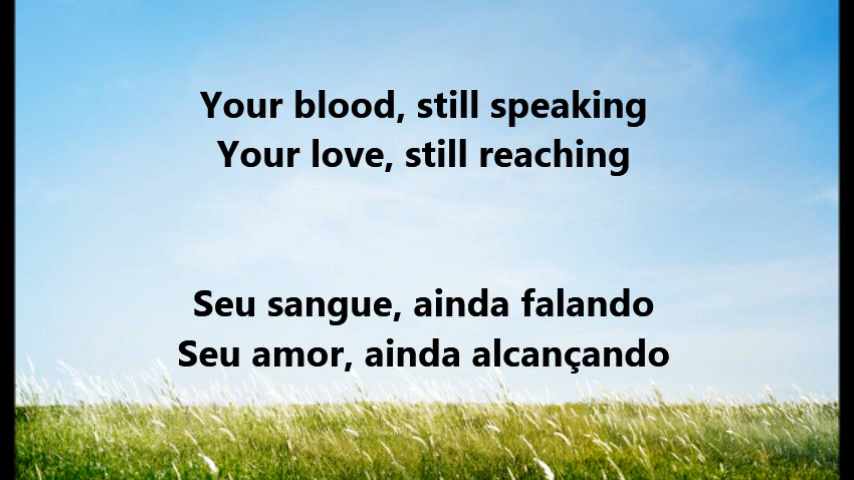 Your blood, still speaking
Your love, still reaching
Seu sangue, ainda falando
Seu amor, ainda alcançando